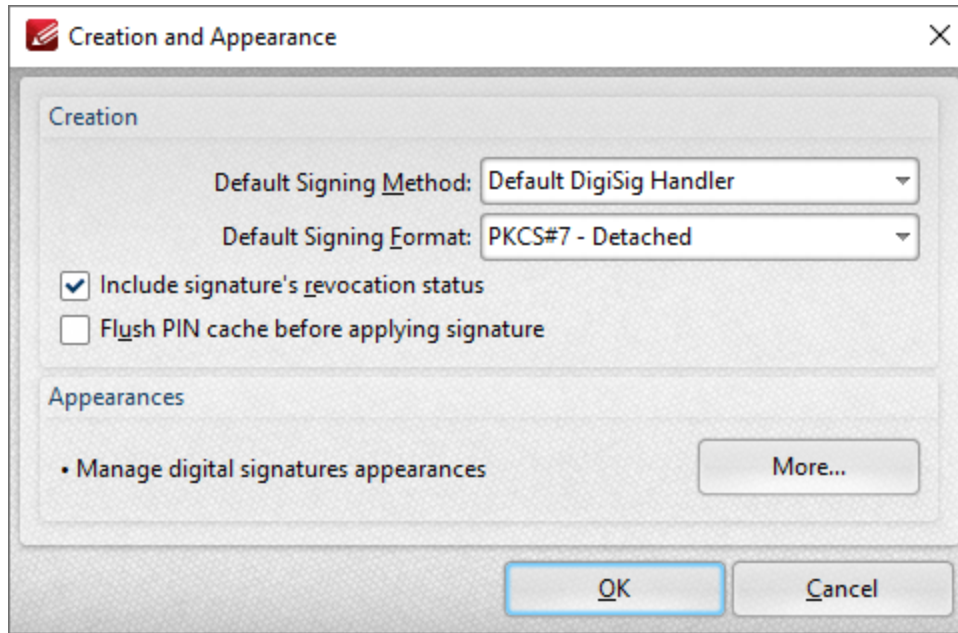 Creation and Appearance
Creation
Default Signing Method: Default DigiSig Handler
Default Signing Format: PKCS#7 - Detached
Include signature's revocation status
Flush PIN cache before applying signature
Appearances
• Manage digital signatures appearances More...
OK Cancel